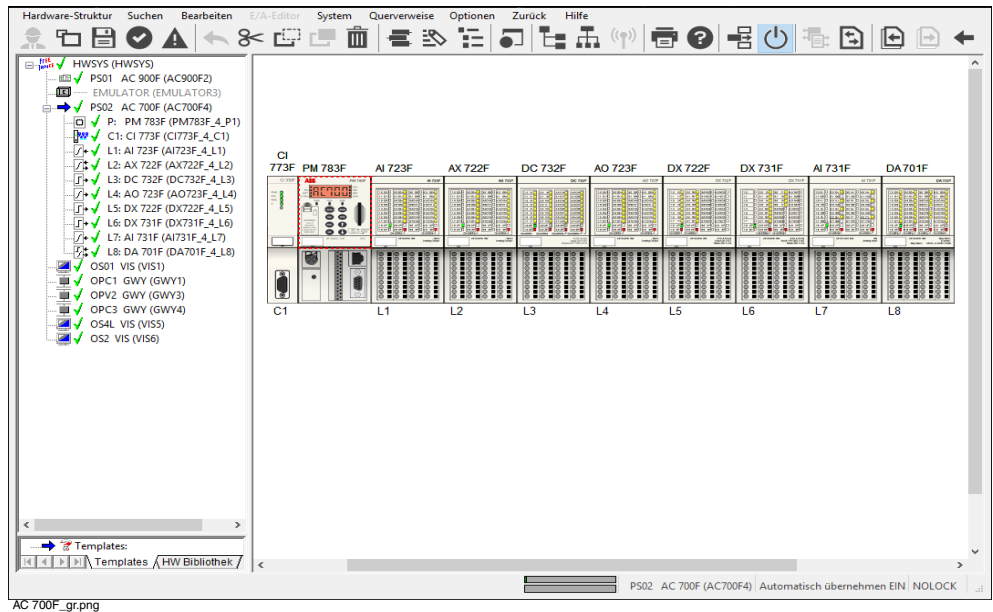 Hardware-Struktur Suchen Bearbeiten E/A-Editor System Querverweise Optionen Zurück Hilfe
HWSYS (HWSYS)
PS01 AC 900F (AC900F2)
EMULATOR (EMULATOR3)
PS02 AC 700F (AC700F4)
P: PM 783F (PM783F_4_P1)
C1: CI 773F (CI773F_4_C1)
L1: AI 723F (AI723F_4_L1)
L2: AX 722F (AX722F_4_L2)
L3: DC 732F (DC732F_4_L3)
L4: AO 723F (AO723F_4_L4)
L5: DX 722F (DX722F_4_L5)
L6: DX 731F (DX731F_4_L6)
L7: AI 731F (AI731F_4_L7)
L8: DA 701F (DA701F_4_L8)
OS01 VIS (VIS1)
OPC1 GWY (GWY1)
OPV2 GWY (GWY3)
OPC3 GWY (GWY4)
OS4L VIS (VIS5)
OS2 VIS (VIS6)
CI
773F PM 783F AI 723F AX 722F DC 732F AO 723F DX 722F DX 731F AI 731F DA 701F
ABB
AC700
C1 L1 L2 L3 L4 L5 L6 L7 L8
Templates:
Templates HW Bibliothek
PS02 AC 700F (AC700F4) Automatisch übernehmen EIN NOLOCK
AC 700F_gr.png